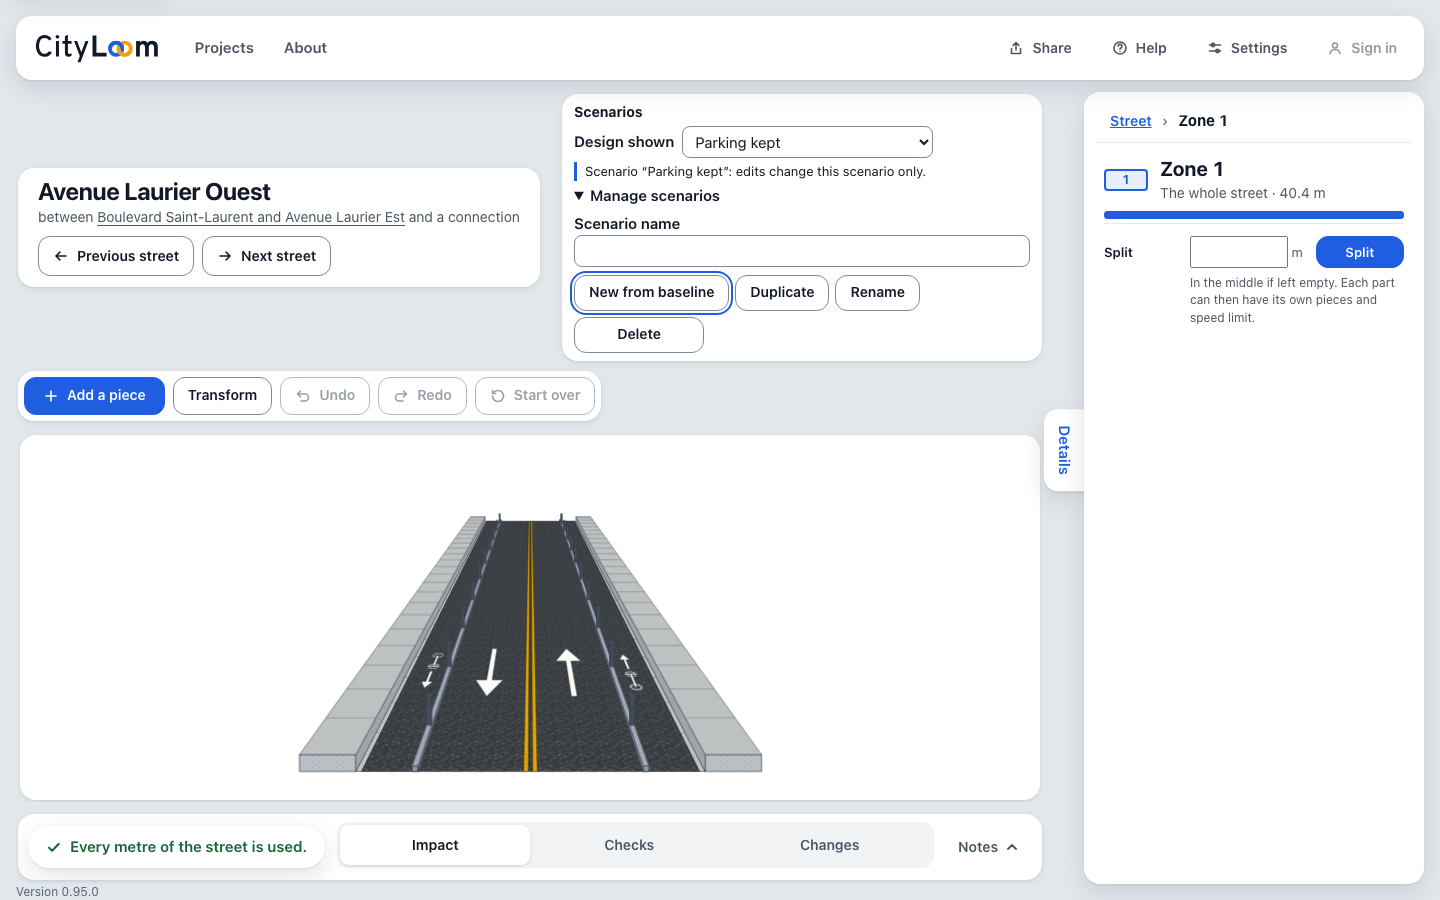 CityLoom
Projects
About
Share
Help
Settings
Sign in
Avenue Laurier Ouest
between Boulevard Saint-Laurent and Avenue Laurier Est and a connection
Previous street
Next street
Scenarios
Design shown
Parking kept
Scenario “Parking kept”: edits change this scenario only.
Manage scenarios
Scenario name
New from baseline
Duplicate
Rename
Delete
Add a piece
Transform
Undo
Redo
Start over
Details
Street › Zone 1
1
Zone 1
The whole street · 40.4 m
Split
m
Split
In the middle if left empty. Each part
can then have its own pieces and
speed limit.
Every metre of the street is used.
Impact
Checks
Changes
Notes
Version 0.95.0